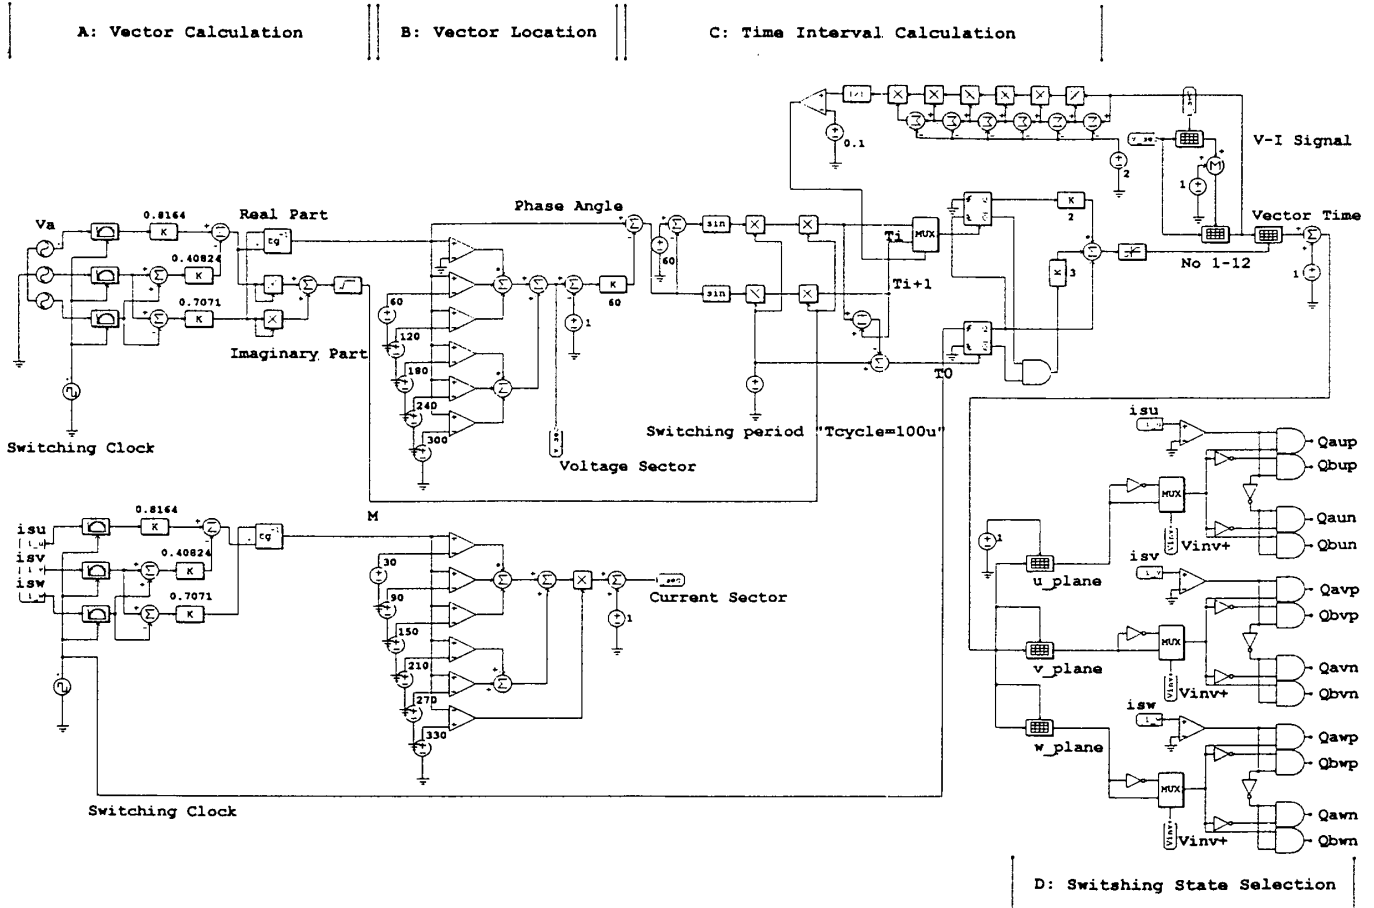 A: Vector Calculation
B: Vector Location
C: Time Interval Calculation
0.1
2
V-I Signal
1
M
Va
0.8164
K
Real Part
Phase Angle
0.40824
K
0.7071
K
Imaginary Part
60
120
180
240
300
1
K
60
60
sin
sin
MUX
Ti
Ti+1
T0
K
2
K
3
No 1-12
Vector Time
1
Switching Clock
Voltage Sector
Switching period "Tcycle=100u"
M
isu
isv
isw
0.8164
K
0.40824
K
0.7071
K
30
90
150
210
270
330
1
Current Sector
Switching Clock
1
u_plane
v_plane
w_plane
isu
MUX
Vinv+
Qaup
Qbup
Qaun
Qbun
isv
MUX
Vinv+
Qavp
Qbvp
Qavn
Qbvn
isw
MUX
Vinv+
Qawp
Qbwp
Qawn
Qbwn
D: Switshing State Selection